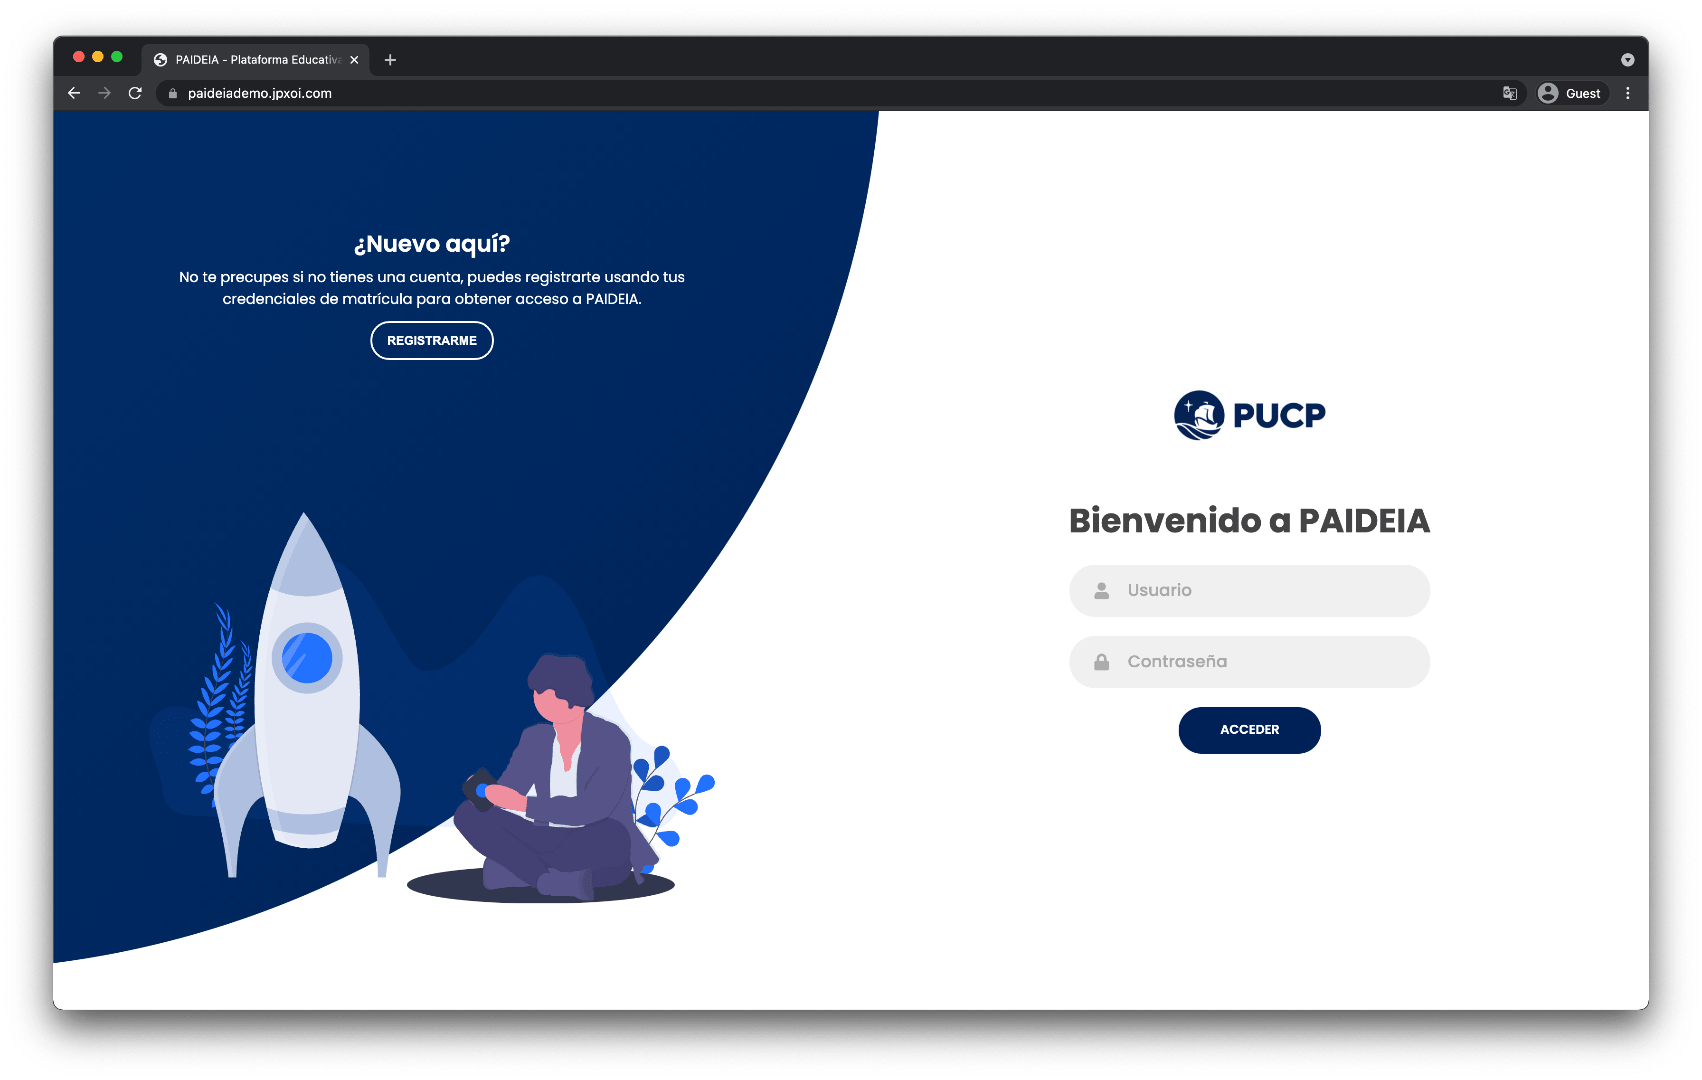 PAIDEIA - Plataforma Educativa
paideiademo.jpxoi.com
Guest
¿Nuevo aquí?
No te precupes si no tienes una cuenta, puedes registrarte usando tus
credenciales de matrícula para obtener acceso a PAIDEIA.
REGISTRARME
PUCP
Bienvenido a PAIDEIA
Usuario
Contraseña
ACCEDER